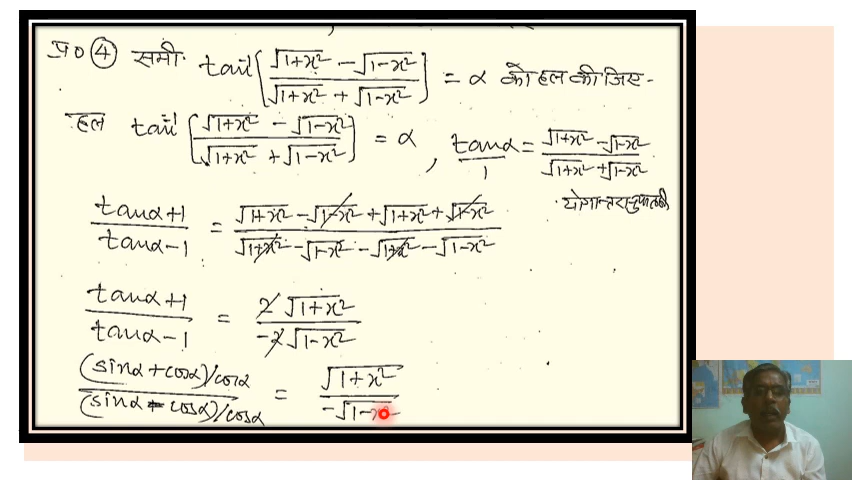 प्र० ④ समी. tan⁻¹[(√1+x² − √1−x²)/(√1+x² + √1−x²)] = α को हल कीजिए-
हल tan⁻¹[(√1+x² − √1−x²)/(√1+x² + √1−x²)] = α , tanα/1 = (√1+x² − √1−x²)/(√1+x² + √1−x²)
(tanα+1)/(tanα−1) = (√1+x² − √1−x² + √1+x² + √1−x²)/(√1+x² − √1−x² − √1+x² − √1−x²)
(tanα+1)/(tanα−1) = (2√1+x²)/(−2√1−x²)
((sinα + cosα)/cosα)/((sinα − cosα)/cosα) = (√1+x²)/(−√1−x²)